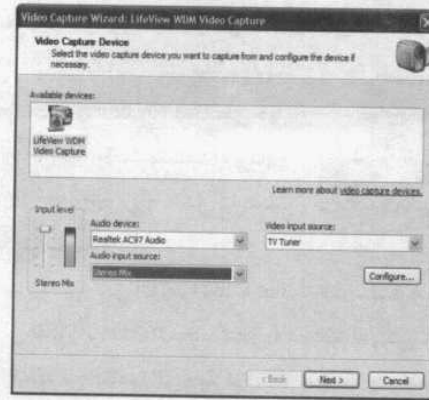 Video Capture Wizard: LifeView WDM Video Capture
Video Capture Device
Select the video capture device you want to capture from and configure the device if
necessary.
Available devices:
LifeView WDM
Video Capture
Learn more about video capture devices.
Input level
Audio device:
Video input source:
Realtek AC97 Audio
TV Tuner
Audio input source:
Stereo Mix
Configure...
Stereo Mix
< Back
Next >
Cancel